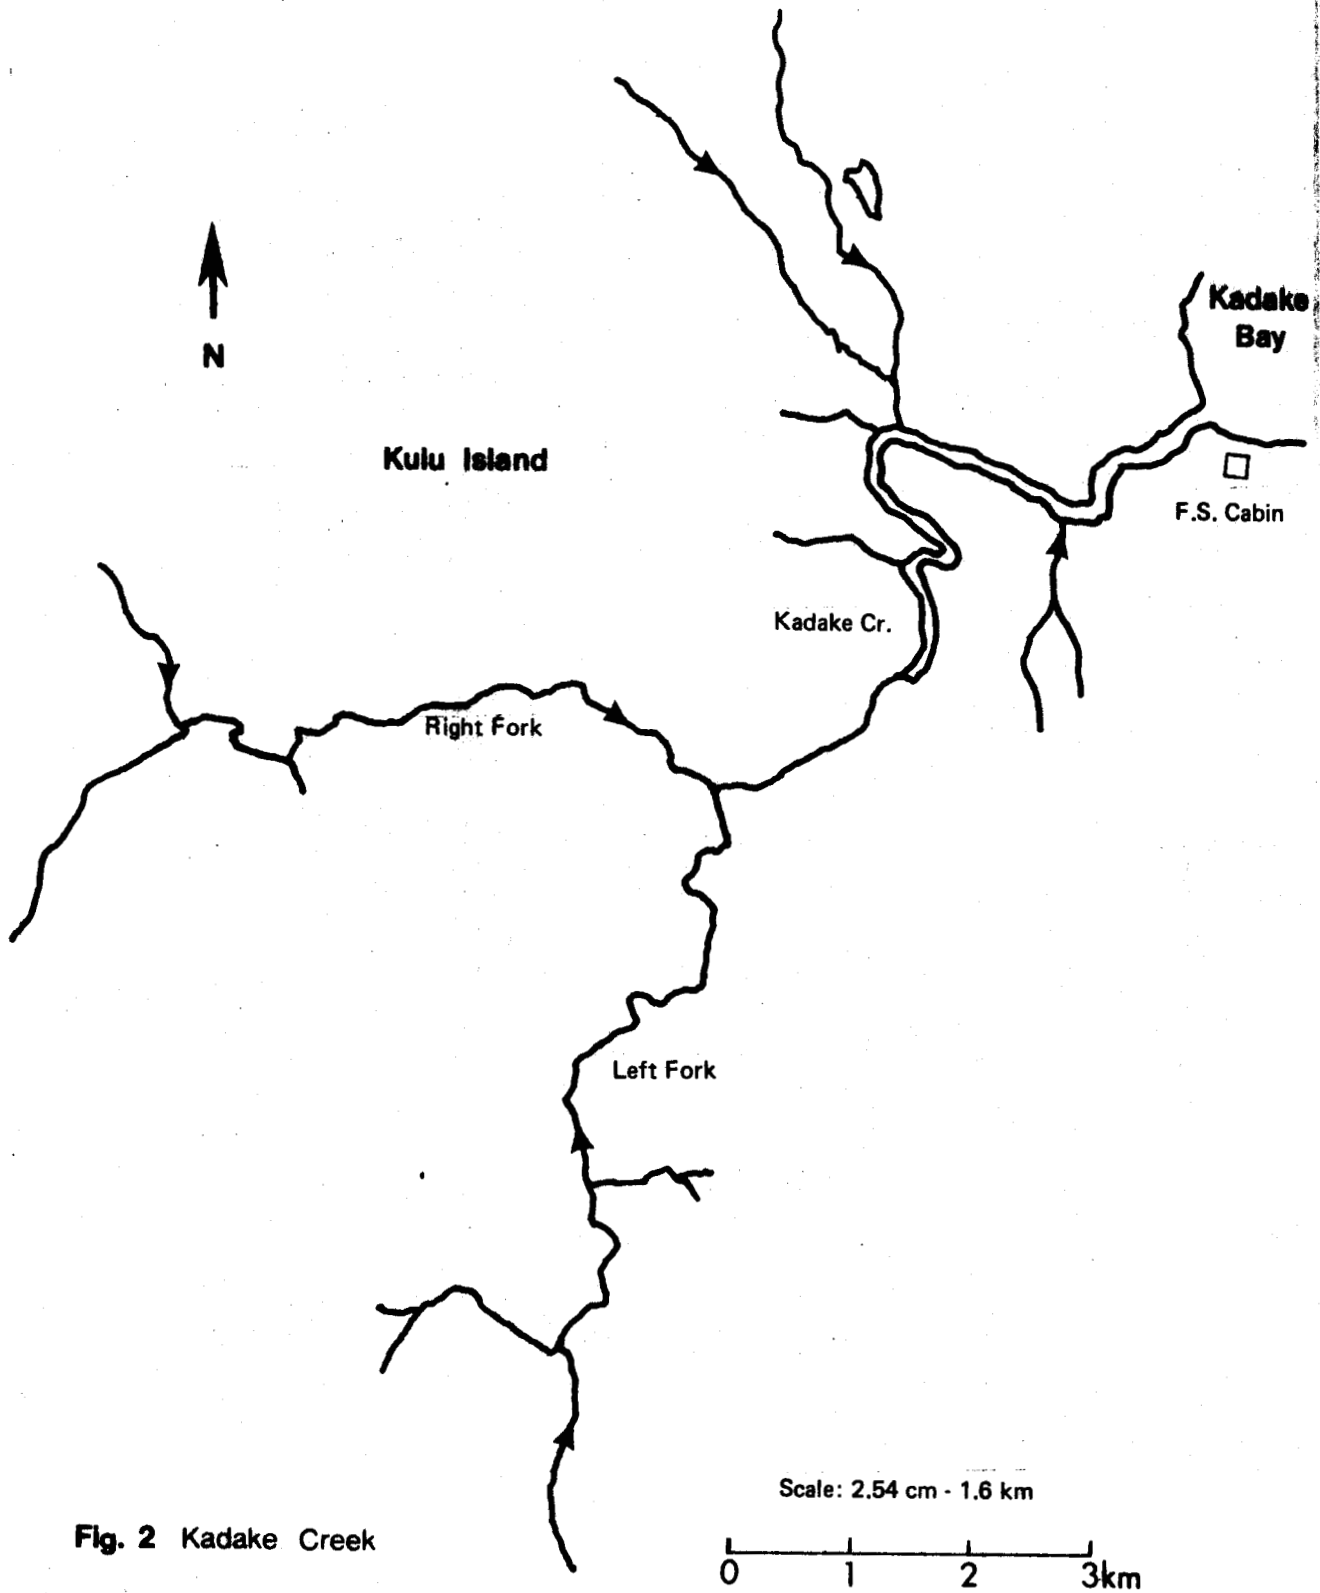 Kadake
Bay
N
Kulu Island
F.S. Cabin
Kadake Cr.
Right Fork
Left Fork
Scale: 2.54 cm - 1.6 km
Fig. 2 Kadake Creek
0 1 2 3km